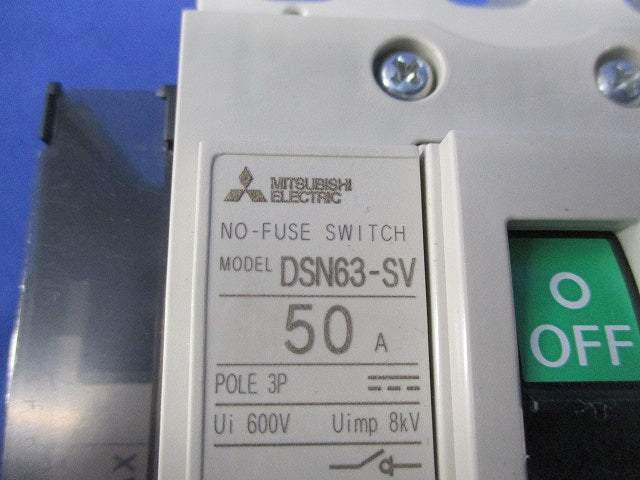 MITSUBISHI
ELECTRIC
NO-FUSE SWITCH
MODEL DSN63-SV
50 A
POLE 3P
Ui 600V Uimp 8kV
O
OFF